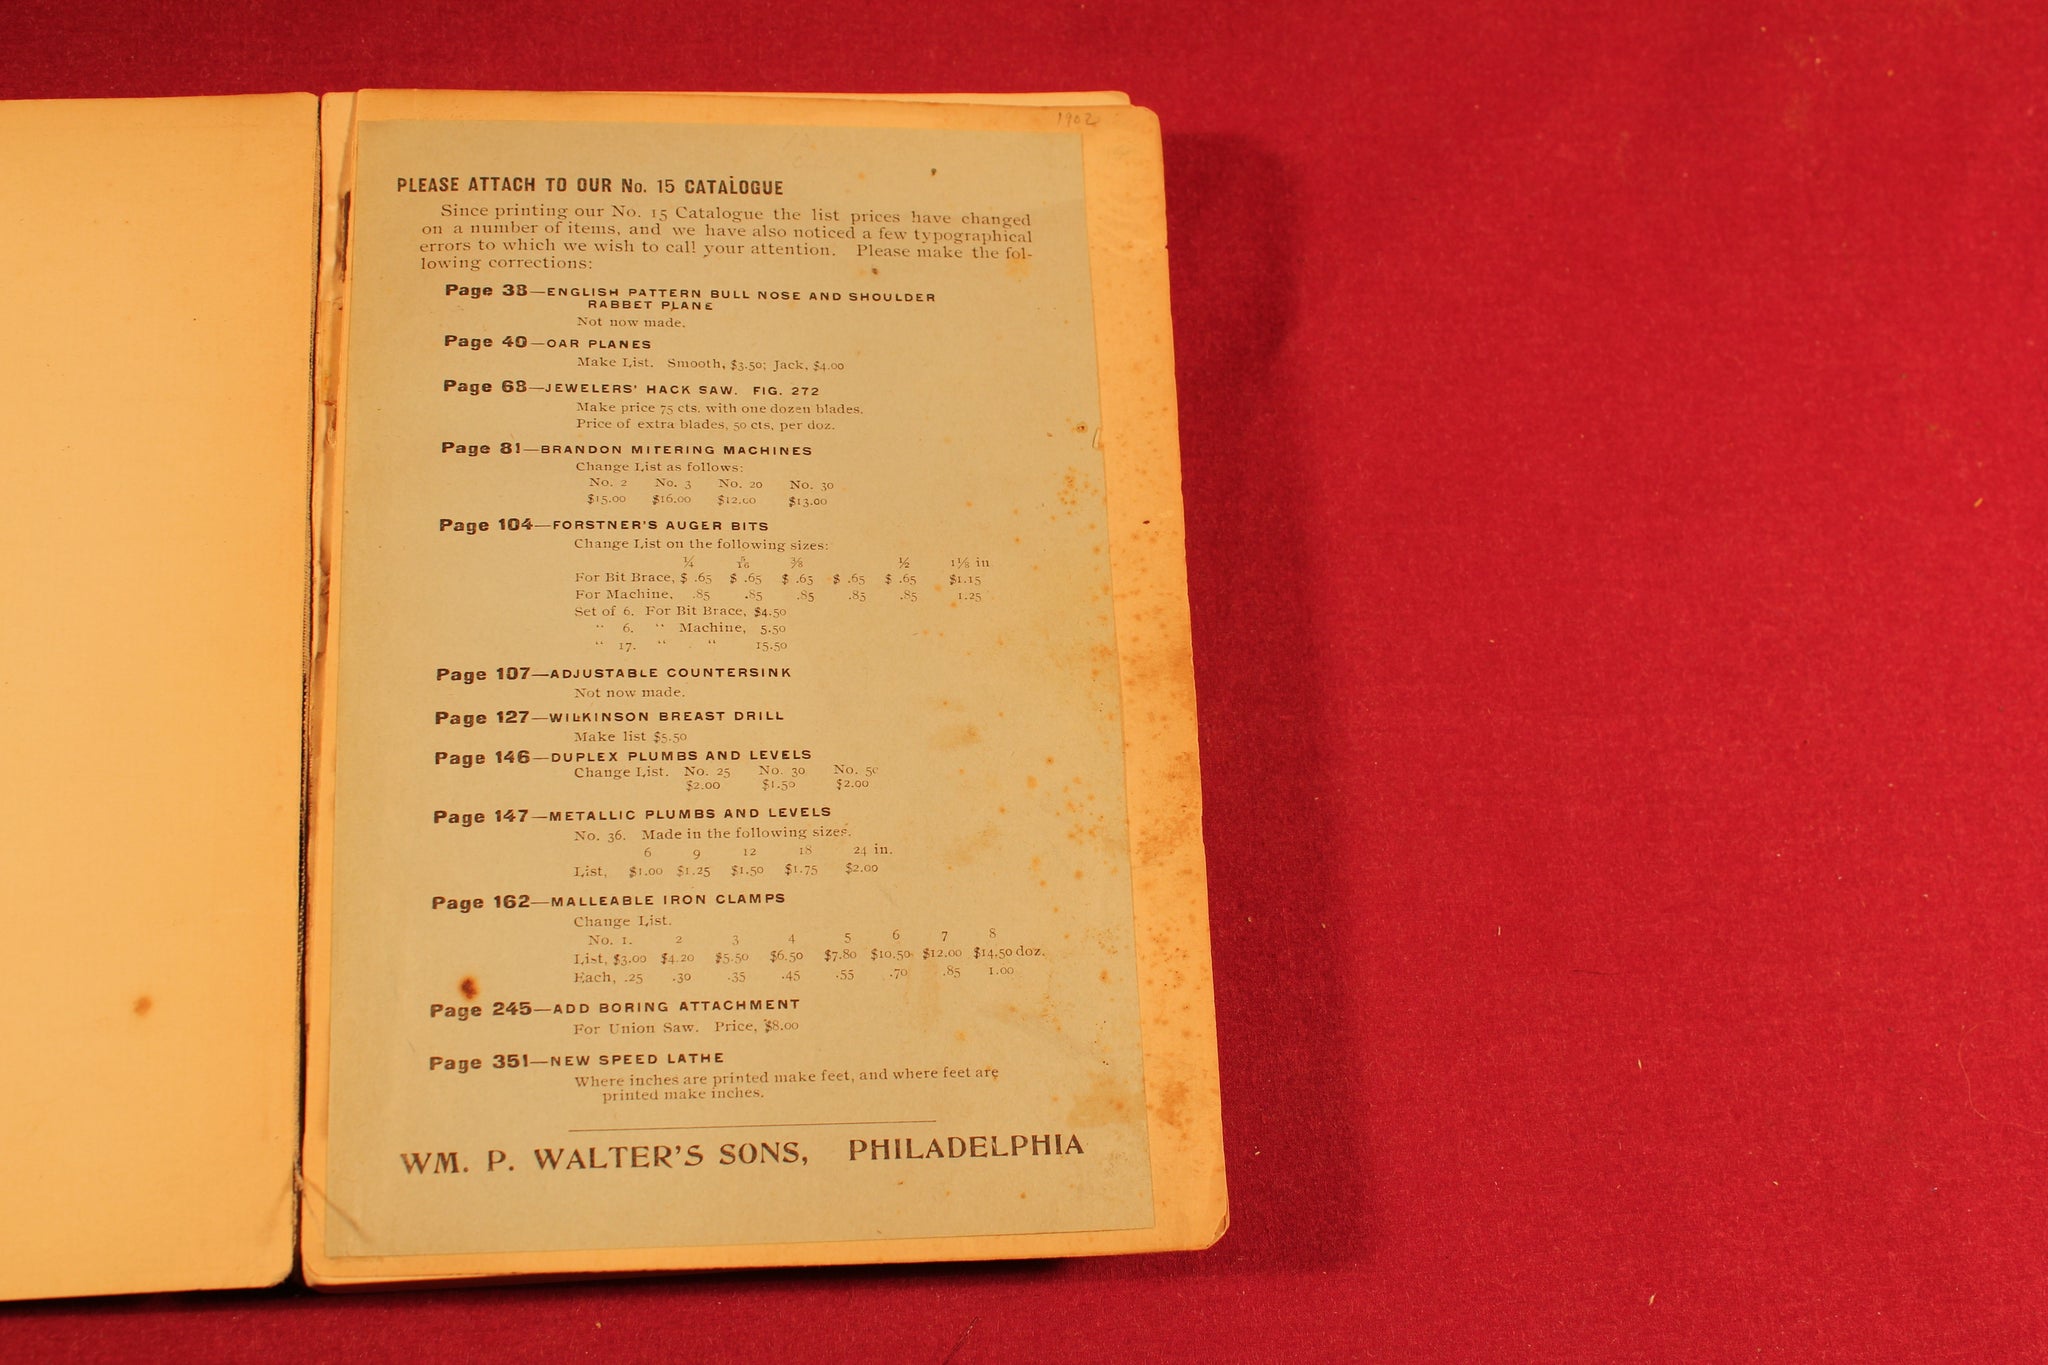 1902
PLEASE ATTACH TO OUR No. 15 CATALOGUE
Since printing our No. 15 Catalogue the list prices have changed
on a number of items, and we have also noticed a few typographical
errors to which we wish to call your attention. Please make the fol-
lowing corrections:
Page 38—ENGLISH PATTERN BULL NOSE AND SHOULDER
RABBET PLANE
Not now made.
Page 40—OAR PLANES
Make List. Smooth, $3.50; Jack, $4.00
Page 68—JEWELERS' HACK SAW. FIG. 272
Make price 75 cts. with one dozen blades.
Price of extra blades, 50 cts. per doz.
Page 81—BRANDON MITERING MACHINES
Change List as follows:
No. 2 No. 3 No. 20 No. 30
$15.00 $16.00 $12.00 $13.00
Page 104—FORSTNER'S AUGER BITS
Change List on the following sizes:
¼ 5/16 ⅜ ½ 1⅛ in
For Bit Brace, $ .65 $ .65 $ .65 $ .65 $ .65 $1.15
For Machine, .85 .85 .85 .85 .85 1.25
Set of 6. For Bit Brace, $4.50
" 6. " Machine, 5.50
" 17. " " 15.50
Page 107—ADJUSTABLE COUNTERSINK
Not now made.
Page 127—WILKINSON BREAST DRILL
Make list $5.50
Page 146—DUPLEX PLUMBS AND LEVELS
Change List. No. 25 No. 30 No. 50
$2.00 $1.50 $2.00
Page 147—METALLIC PLUMBS AND LEVELS
No. 36. Made in the following sizes.
6 9 12 18 24 in.
List, $1.00 $1.25 $1.50 $1.75 $2.00
Page 162—MALLEABLE IRON CLAMPS
Change List.
No. 1. 2 3 4 5 6 7 8
List, $3.00 $4.20 $5.50 $6.50 $7.80 $10.50 $12.00 $14.50 doz.
Each, .25 .30 .35 .45 .55 .70 .85 1.00
Page 245—ADD BORING ATTACHMENT
For Union Saw. Price, $8.00
Page 351—NEW SPEED LATHE
Where inches are printed make feet, and where feet are
printed make inches.
WM. P. WALTER'S SONS, PHILADELPHIA